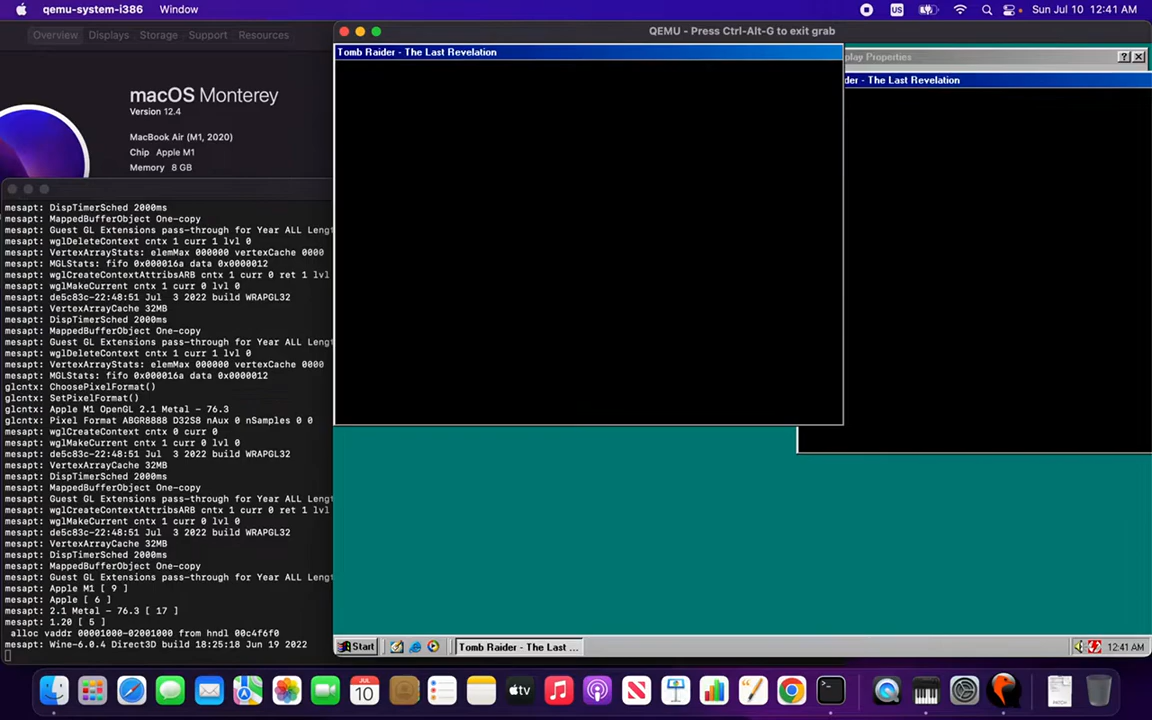 qemu-system-i386 Window
US
Sun Jul 10 12:41 AM
Overview Displays Storage Support Resources
macOS Monterey
Version 12.4
MacBook Air (M1, 2020)
Chip Apple M1
Memory 8 GB
mesapt: DispTimerSched 2000ms
mesapt: MappedBufferObject One-copy
mesapt: Guest GL Extensions pass-through for Year ALL Lengt
mesapt: wglDeleteContext cntx 1 curr 1 lvl 0
mesapt: VertexArrayStats: elemMax 000000 vertexCache 0000
mesapt: MGLStats: fifo 0x000016a data 0x0000012
mesapt: wglCreateContextAttribsARB cntx 1 curr 0 ret 1 lvl
mesapt: wglMakeCurrent cntx 1 curr 0 lvl 0
mesapt: de5c83c-22:48:51 Jul  3 2022 build WRAPGL32
mesapt: VertexArrayCache 32MB
mesapt: DispTimerSched 2000ms
mesapt: MappedBufferObject One-copy
mesapt: Guest GL Extensions pass-through for Year ALL Lengt
mesapt: wglDeleteContext cntx 1 curr 1 lvl 0
mesapt: VertexArrayStats: elemMax 000000 vertexCache 0000
mesapt: MGLStats: fifo 0x000016a data 0x0000012
glcntx: ChoosePixelFormat()
glcntx: SetPixelFormat()
glcntx: Apple M1 OpenGL 2.1 Metal - 76.3
glcntx: Pixel Format ABGR8888 D32S8 nAux 0 nSamples 0 0
mesapt: wglCreateContext cntx 0 curr 0
mesapt: wglMakeCurrent cntx 0 curr 0 lvl 0
mesapt: de5c83c-22:48:51 Jul  3 2022 build WRAPGL32
mesapt: VertexArrayCache 32MB
mesapt: DispTimerSched 2000ms
mesapt: MappedBufferObject One-copy
mesapt: Guest GL Extensions pass-through for Year ALL Lengt
mesapt: wglCreateContextAttribsARB cntx 1 curr 0 ret 1 lvl
mesapt: wglMakeCurrent cntx 1 curr 0 lvl 0
mesapt: de5c83c-22:48:51 Jul  3 2022 build WRAPGL32
mesapt: VertexArrayCache 32MB
mesapt: DispTimerSched 2000ms
mesapt: MappedBufferObject One-copy
mesapt: Guest GL Extensions pass-through for Year ALL Lengt
mesapt: Apple M1 [ 9 ]
mesapt: Apple [ 6 ]
mesapt: 2.1 Metal - 76.3 [ 17 ]
mesapt: 1.20 [ 5 ]
 alloc vaddr 00001000-02001000 from hndl 00c4f6f0
mesapt: Wine-6.0.4 Direct3D build 18:25:18 Jun 19 2022
QEMU - Press Ctrl-Alt-G to exit grab
Tomb Raider - The Last Revelation
play Properties
der - The Last Revelation
Start
Tomb Raider - The Last ...
12:41 AM
JUL
10
tv